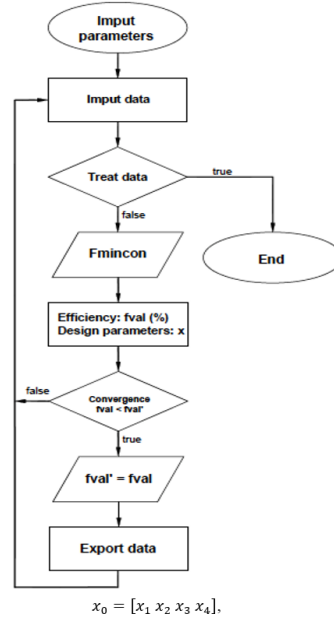 Imput
parameters
Imput data
Treat data
true
false
Fmincon
End
Efficiency: fval (%)
Design parameters: x
false
Convergence
fval < fval'
true
fval' = fval
Export data
x₀ = [x₁ x₂ x₃ x₄],